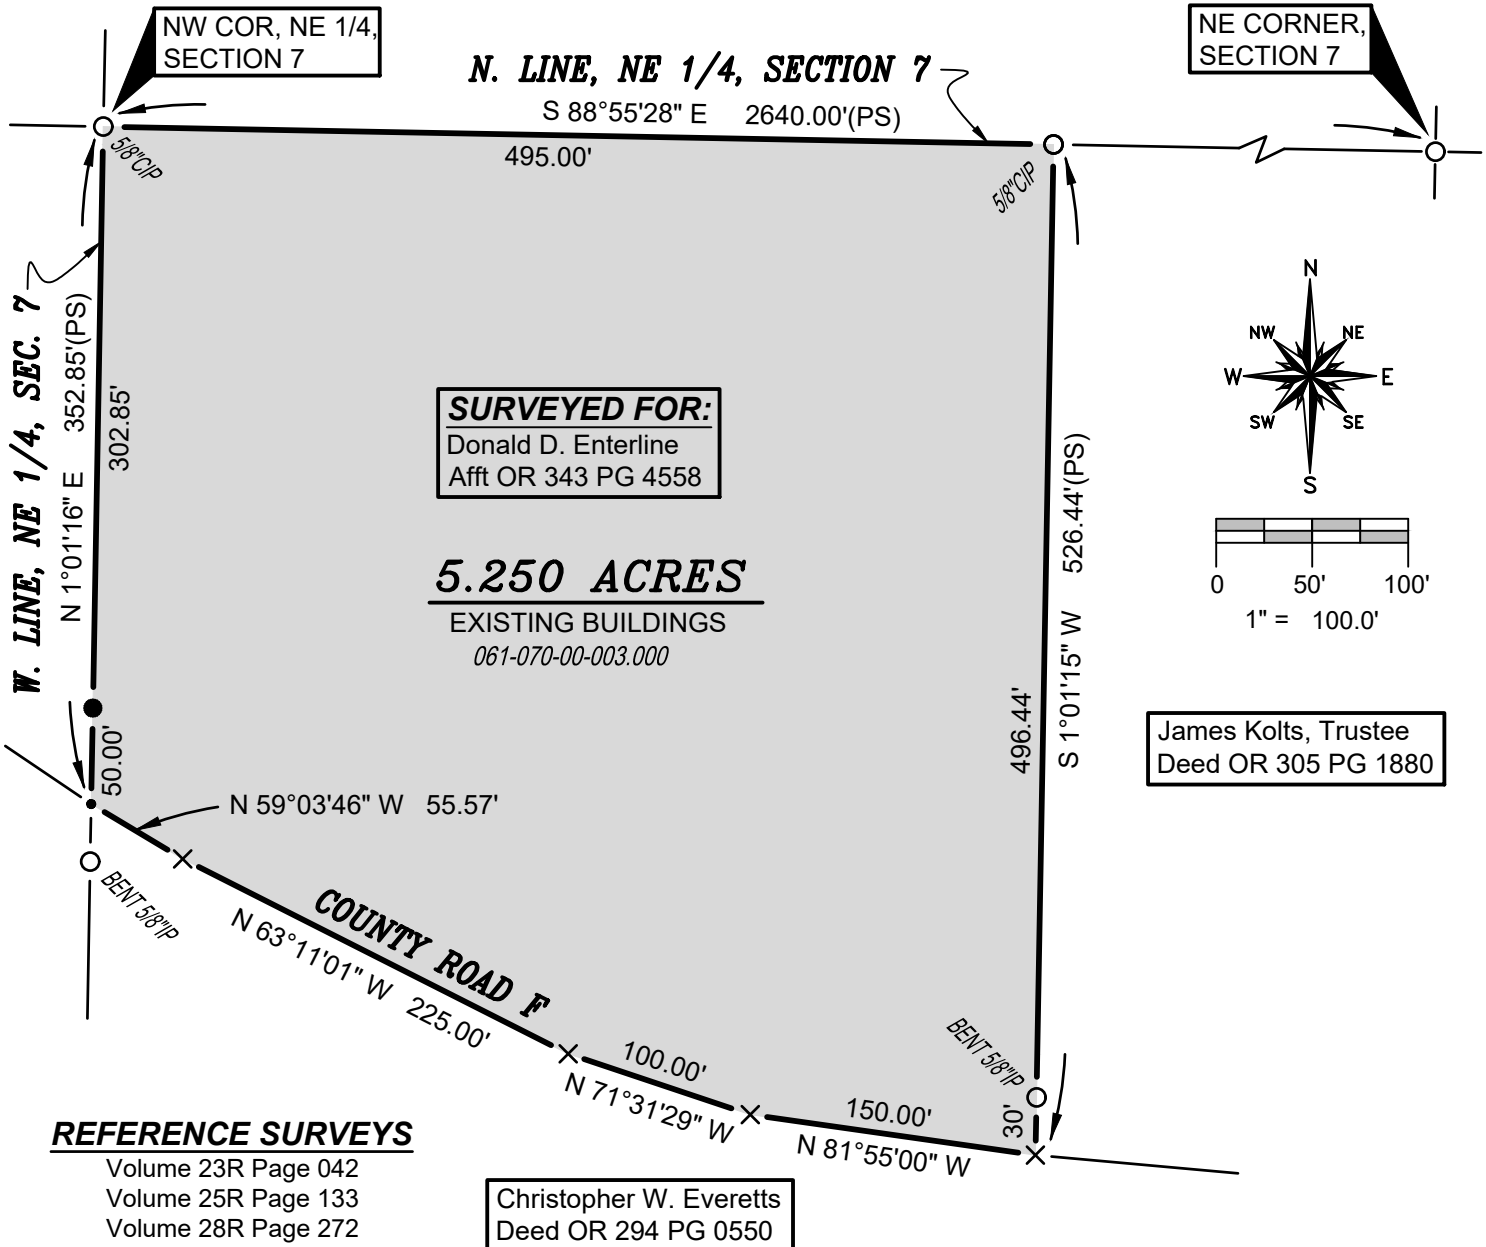 NW COR, NE 1/4,
SECTION 7
NE CORNER,
SECTION 7
N. LINE, NE 1/4, SECTION 7
S 88°55'28" E 2640.00'(PS)
495.00'
5/8"CIP
5/8"CIP
W. LINE, NE 1/4, SEC. 7
N 1°01'16" E 352.85'(PS)
302.85'
50.00'
SURVEYED FOR:
Donald D. Enterline
Afft OR 343 PG 4558
5.250 ACRES
EXISTING BUILDINGS
061-070-00-003.000
S 1°01'15" W 526.44'(PS)
496.44'
N
NW
NE
W
E
SW
SE
S
0 50' 100'
1" = 100.0'
James Kolts, Trustee
Deed OR 305 PG 1880
N 59°03'46" W 55.57'
BENT 5/8"IP
COUNTY ROAD F
N 63°11'01" W 225.00'
100.00'
N 71°31'29" W
150.00'
N 81°55'00" W
BENT 5/8"IP
30'
REFERENCE SURVEYS
Volume 23R Page 042
Volume 25R Page 133
Volume 28R Page 272
Christopher W. Everetts
Deed OR 294 PG 0550